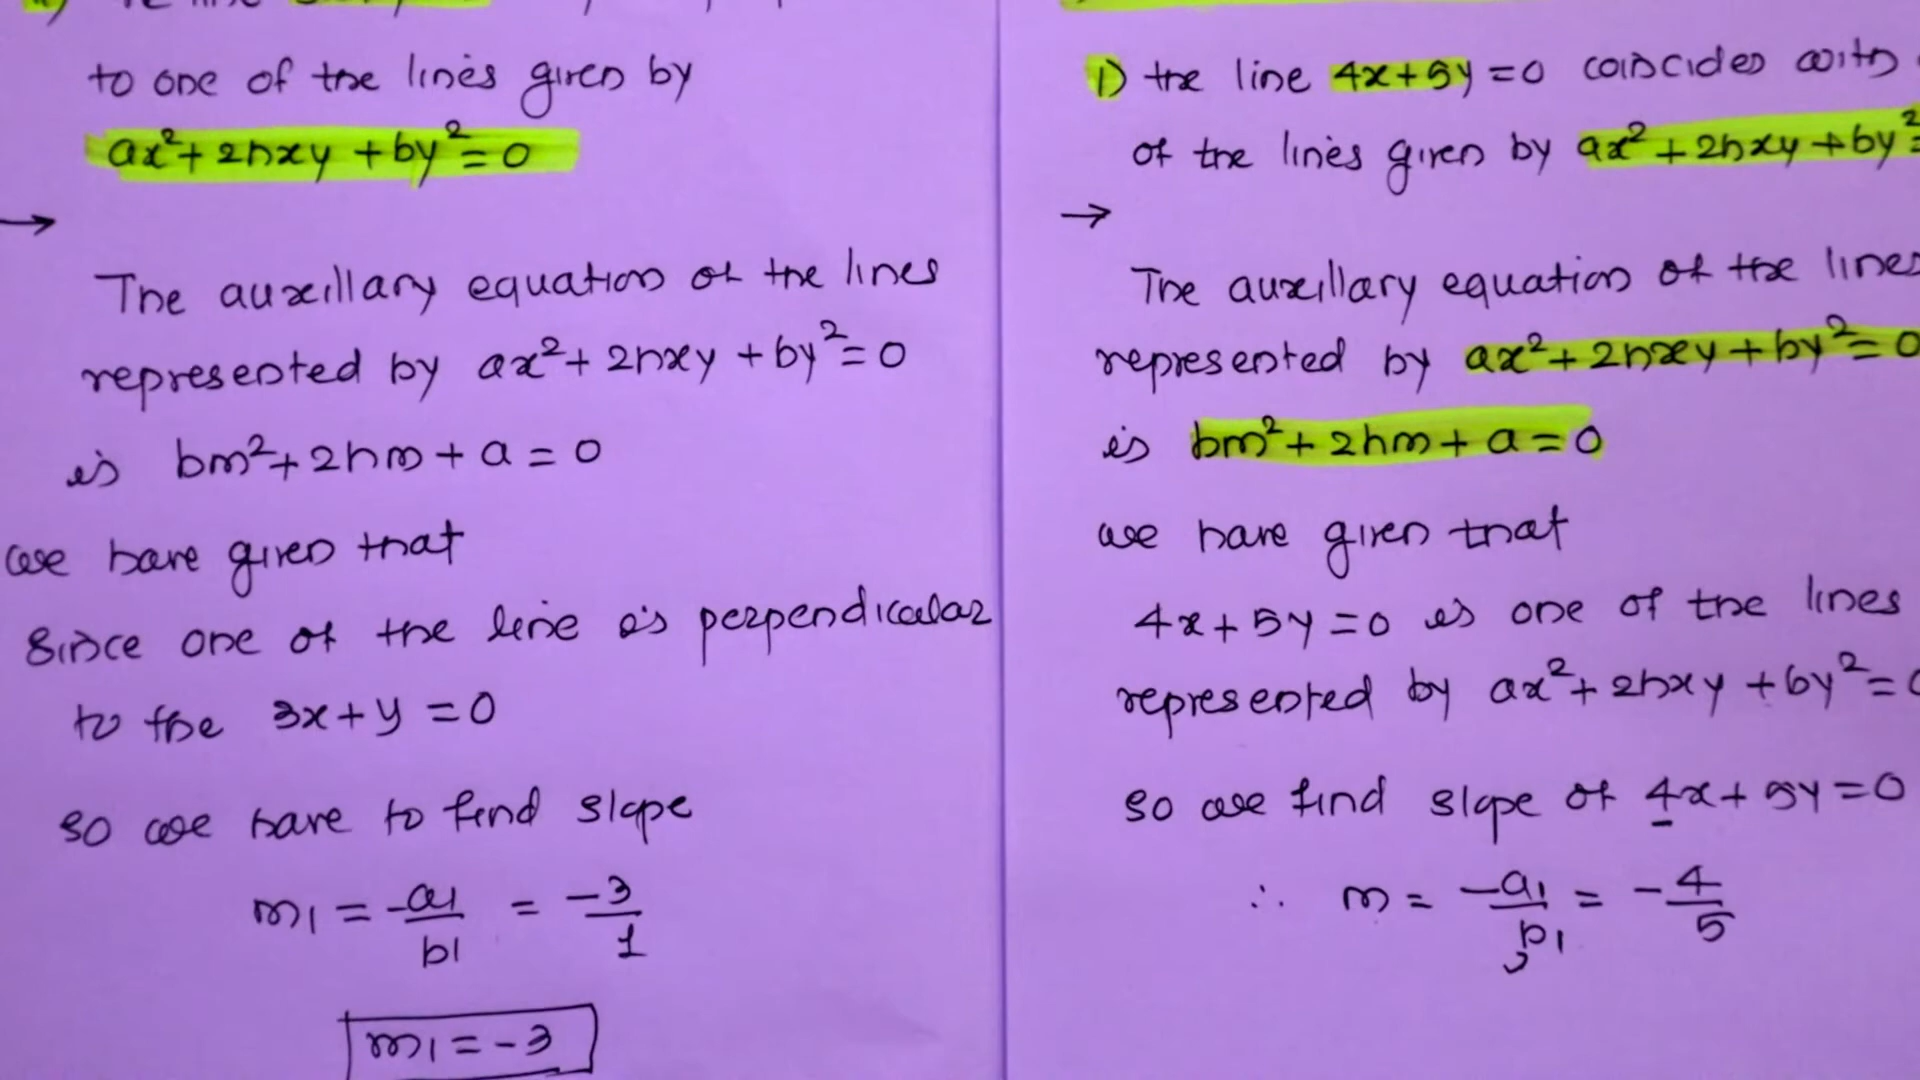 to one of the lines given by
ax²+2hxy+by²=0
→
The auxillary equation of the lines
represented by ax²+2hxy+by²=0
is bm²+2hm+a=0
we have given that
Since one of the line is perpendicular
to the 3x+y=0
so we have to find slope
m1 = -a1/b1 = -3/1
m1=-3
1) the line 4x+5y=0 coincides with
of the lines given by ax²+2hxy+by²=
→
The auxillary equation of the lines
represented by ax²+2hxy+by²=0
is bm²+2hm+a=0
we have given that
4x+5y=0 is one of the lines
represented by ax²+2hxy+by²=0
so we find slope of 4x+5y=0
∴ m = -a1/b1 = -4/5